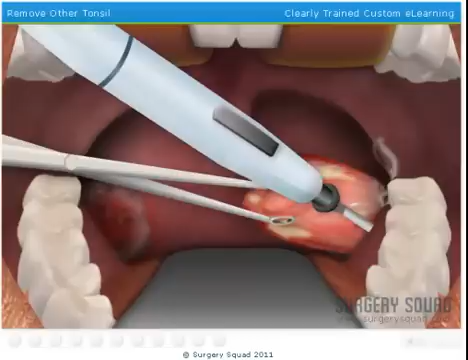 Remove Other Tonsil
Clearly Trained Custom eLearning
SURGERY SQUAD
www.surgerysquad.com
© Surgery Squad 2011